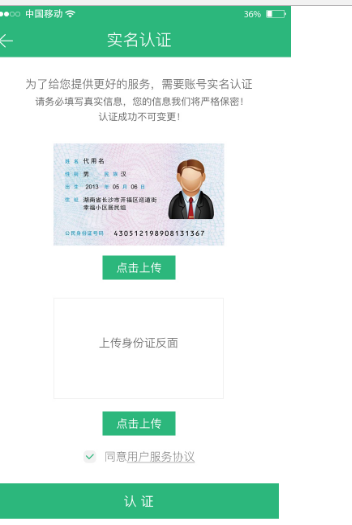 中国移动 36%
实名认证
为了给您提供更好的服务，需要账号实名认证
请务必填写真实信息，您的信息我们将严格保密！
认证成功不可变更！
姓名 代用名
性别 男 民族 汉
出生 2013 年 06 月 06 日
住址 湖南省长沙市开福区巡道街
幸福小区居民组
公民身份证号码 430512198908131367
点击上传
上传身份证反面
点击上传
同意用户服务协议
认 证